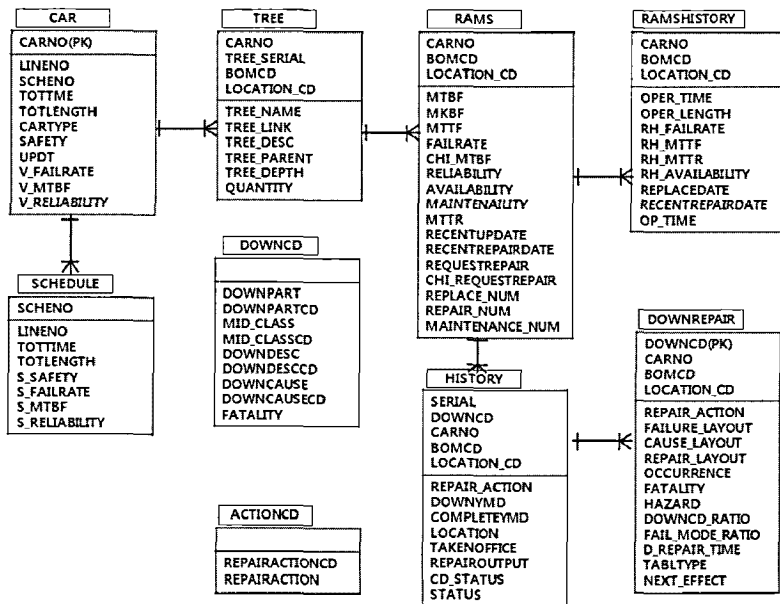 CAR
CARNO(PK)
LINENO
SCHENO
TOTTME
TOTLENGTH
CARTYPE
SAFETY
UPDT
V_FAILRATE
V_MTBF
V_RELIABILITY
TREE
CARNO
TREE_SERIAL
BOMCD
LOCATION_CD
TREE_NAME
TREE_LINK
TREE_DESC
TREE_PARENT
TREE_DEPTH
QUANTITY
RAMS
CARNO
BOMCD
LOCATION_CD
MTBF
MKBF
MTTF
FAILRATE
CHI_MTBF
RELIABILITY
AVAILABILITY
MAINTENAILITY
MTTR
RECENTUPDATE
RECENTREPAIRDATE
REQUESTREPAIR
CHI_REQUESTREPAIR
REPLACE_NUM
REPAIR_NUM
MAINTENANCE_NUM
RAMSHISTORY
CARNO
BOMCD
LOCATION_CD
OPER_TIME
OPER_LENGTH
RH_FAILRATE
RH_MTTF
RH_MTTR
RH_AVAILABILITY
REPLACEDATE
RECENTREPAIRDATE
OP_TIME
SCHEDULE
SCHENO
LINENO
TOTTIME
TOTLENGTH
S_SAFETY
S_FAILRATE
S_MTBF
S_RELIABILITY
DOWNCD
DOWNPART
DOWNPARTCD
MID_CLASS
MID_CLASSCD
DOWNDESC
DOWNDESCCD
DOWNCAUSE
DOWNCAUSECD
FATALITY
ACTIONCD
REPAIRACTIONCD
REPAIRACTION
HISTORY
SERIAL
DOWNCD
CARNO
BOMCD
LOCATION_CD
REPAIR_ACTION
DOWNYMD
COMPLETEYMD
LOCATION
TAKENOFFICE
REPAIROUTPUT
CD_STATUS
STATUS
DOWNREPAIR
DOWNCD(PK)
CARNO
BOMCD
LOCATION_CD
REPAIR_ACTION
FAILURE_LAYOUT
CAUSE_LAYOUT
REPAIR_LAYOUT
OCCURRENCE
FATALITY
HAZARD
DOWNCD_RATIO
FAIL_MODE_RATIO
D_REPAIR_TIME
TABLTYPE
NEXT_EFFECT